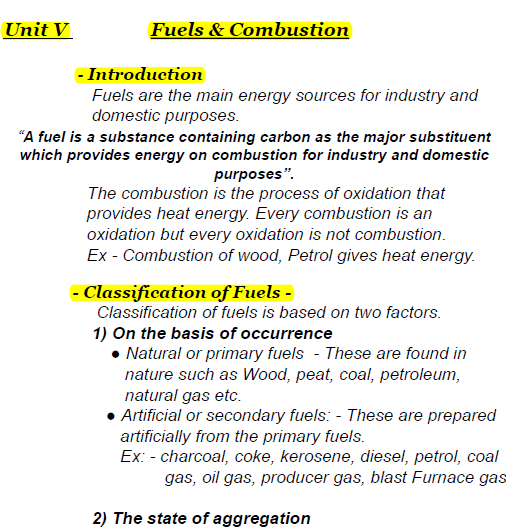 Unit V Fuels & Combustion
- Introduction
Fuels are the main energy sources for industry and
domestic purposes.
“A fuel is a substance containing carbon as the major substituent
which provides energy on combustion for industry and domestic
purposes”.
The combustion is the process of oxidation that
provides heat energy. Every combustion is an
oxidation but every oxidation is not combustion.
Ex - Combustion of wood, Petrol gives heat energy.
- Classification of Fuels -
Classification of fuels is based on two factors.
1) On the basis of occurrence
● Natural or primary fuels - These are found in
nature such as Wood, peat, coal, petroleum,
natural gas etc.
● Artificial or secondary fuels: - These are prepared
artificially from the primary fuels.
Ex: - charcoal, coke, kerosene, diesel, petrol, coal
gas, oil gas, producer gas, blast Furnace gas
2) The state of aggregation